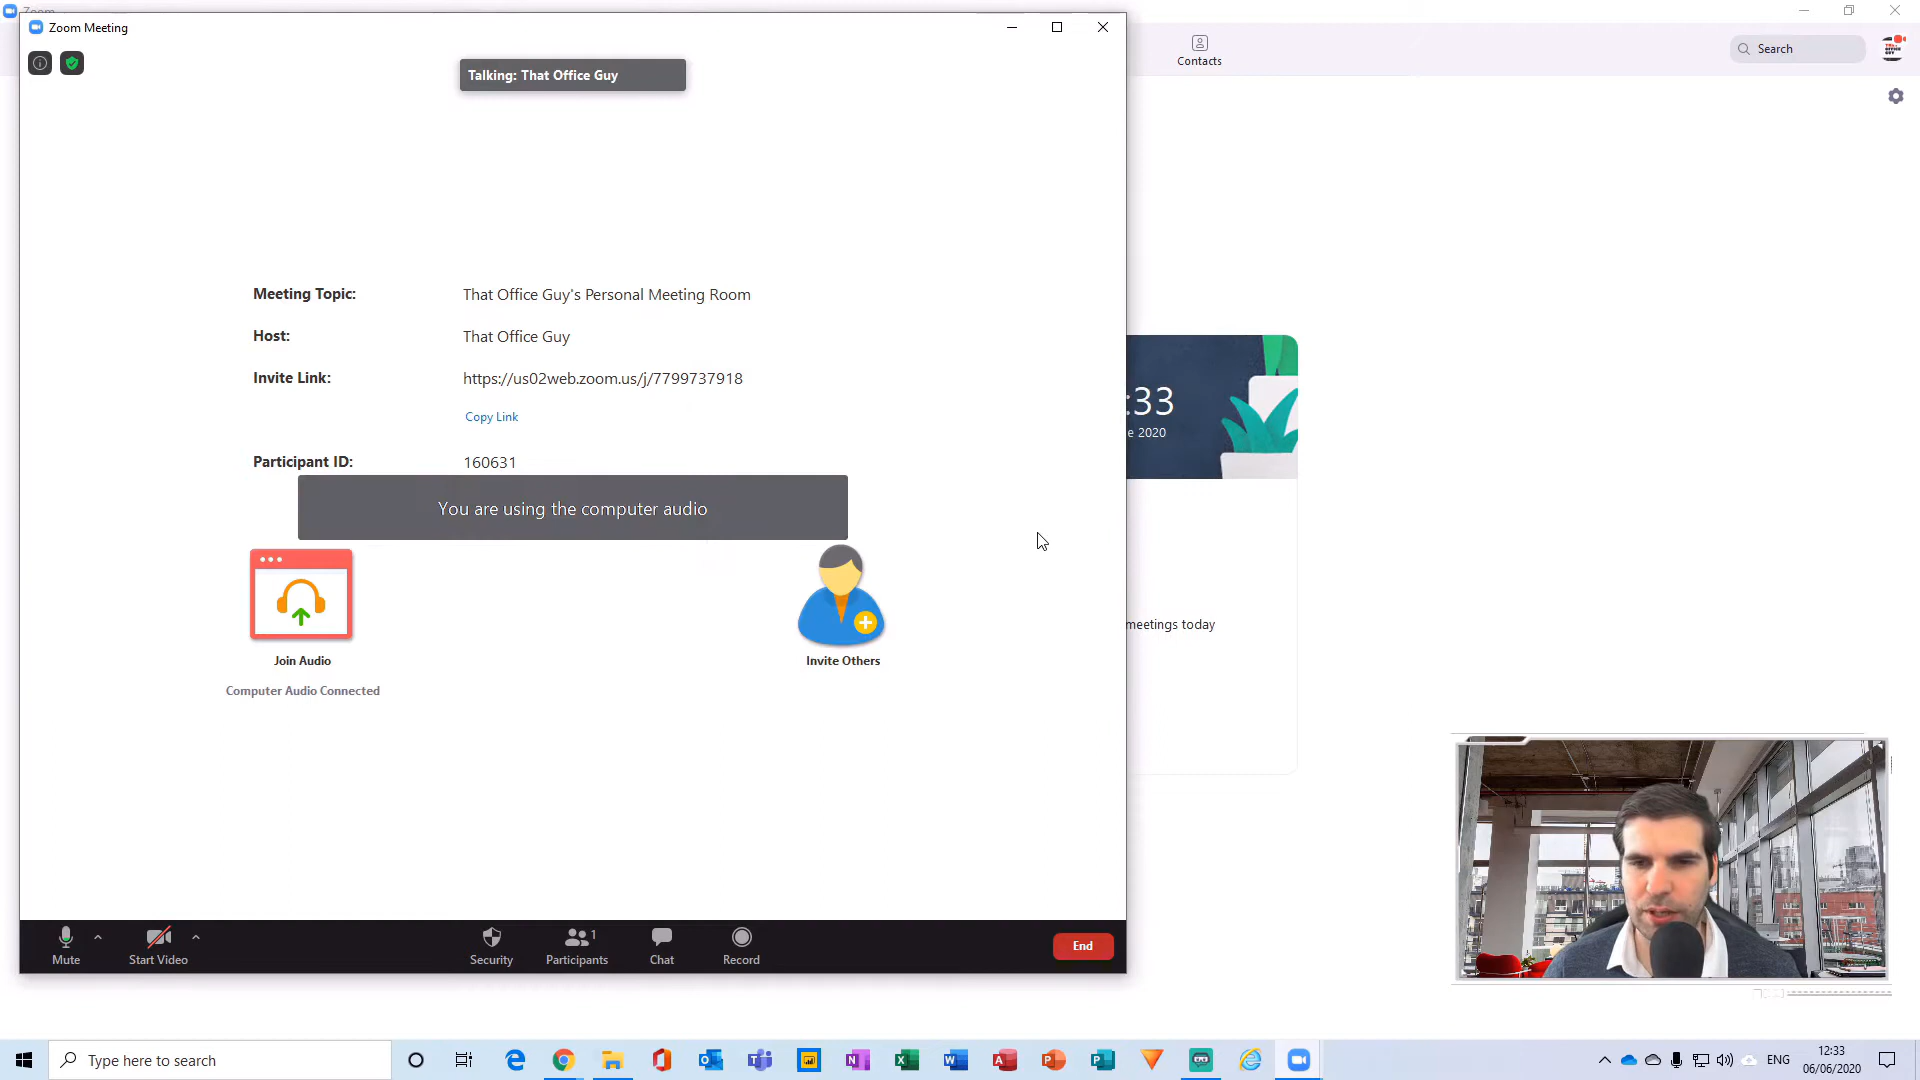 Zoom
Zoom Meeting
Contacts
Search
Talking: That Office Guy
Meeting Topic:
That Office Guy's Personal Meeting Room
Host:
That Office Guy
Invite Link:
https://us02web.zoom.us/j/7799737918
Copy Link
:33
e 2020
Participant ID:
160631
You are using the computer audio
meetings today
Join Audio
Invite Others
Computer Audio Connected
Mute
Start Video
Security
1
Participants
Chat
Record
End
Type here to search
ENG
12:33
06/06/2020